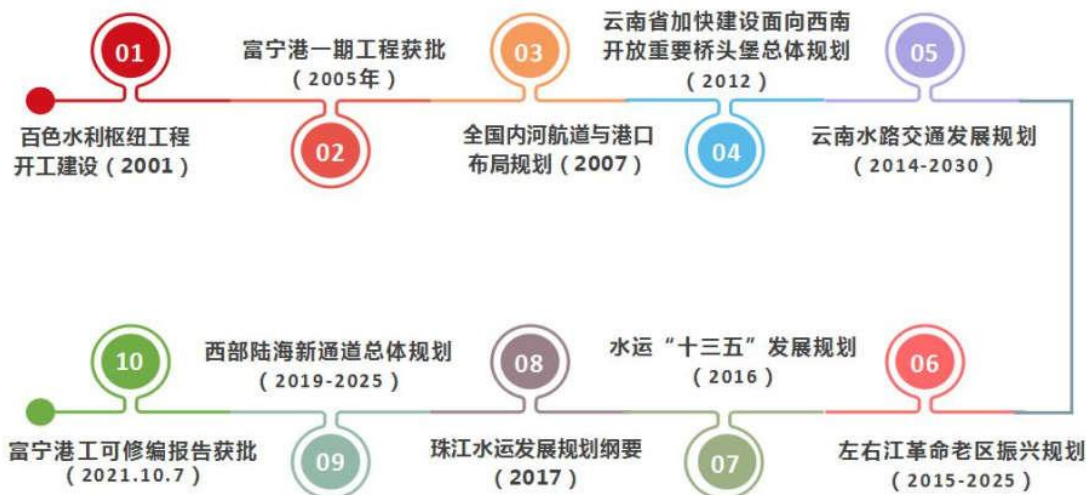 01
百色水利枢纽工程
开工建设（2001）
富宁港一期工程获批
（2005年）
02
03
全国内河航道与港口
布局规划（2007）
云南省加快建设面向西南
开放重要桥头堡总体规划
（2012）
04
05
云南水路交通发展规划
（2014-2030）
06
左右江革命老区振兴规划
（2015-2025）
水运“十三五”发展规划
（2016）
07
08
珠江水运发展规划纲要
（2017）
西部陆海新通道总体规划
（2019-2025）
09
10
富宁港工可修编报告获批
（2021.10.7）